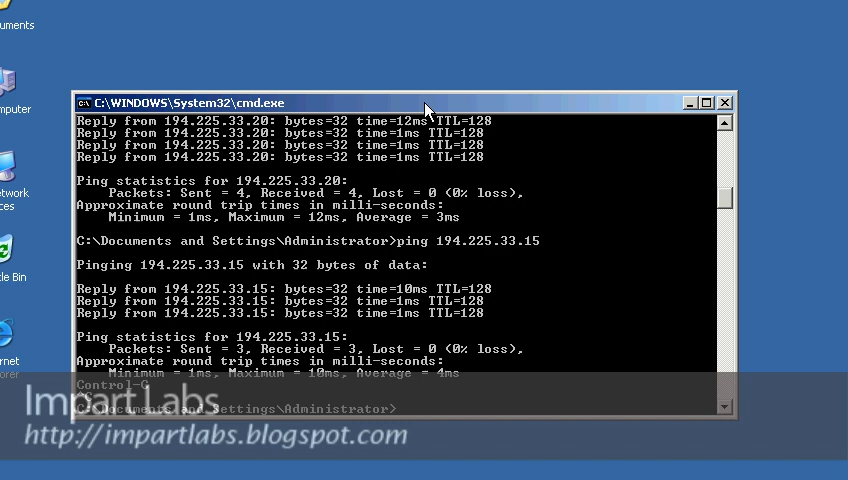 ocuments
omputer
etwork
ces
cle Bin
ernet
orer
C:\WINDOWS\System32\cmd.exe
Reply from 194.225.33.20: bytes=32 time=12ms TTL=128
Reply from 194.225.33.20: bytes=32 time=1ms TTL=128
Reply from 194.225.33.20: bytes=32 time=1ms TTL=128
Reply from 194.225.33.20: bytes=32 time=1ms TTL=128
Ping statistics for 194.225.33.20:
Packets: Sent = 4, Received = 4, Lost = 0 (0% loss),
Approximate round trip times in milli-seconds:
Minimum = 1ms, Maximum = 12ms, Average = 3ms
C:\Documents and Settings\Administrator>ping 194.225.33.15
Pinging 194.225.33.15 with 32 bytes of data:
Reply from 194.225.33.15: bytes=32 time=10ms TTL=128
Reply from 194.225.33.15: bytes=32 time=1ms TTL=128
Reply from 194.225.33.15: bytes=32 time=1ms TTL=128
Ping statistics for 194.225.33.15:
Packets: Sent = 3, Received = 3, Lost = 0 (0% loss),
Approximate round trip times in milli-seconds:
Minimum = 1ms, Maximum = 10ms, Average = 4ms
Control-C
^C
C:\Documents and Settings\Administrator>
Impart Labs
http://impartlabs.blogspot.com